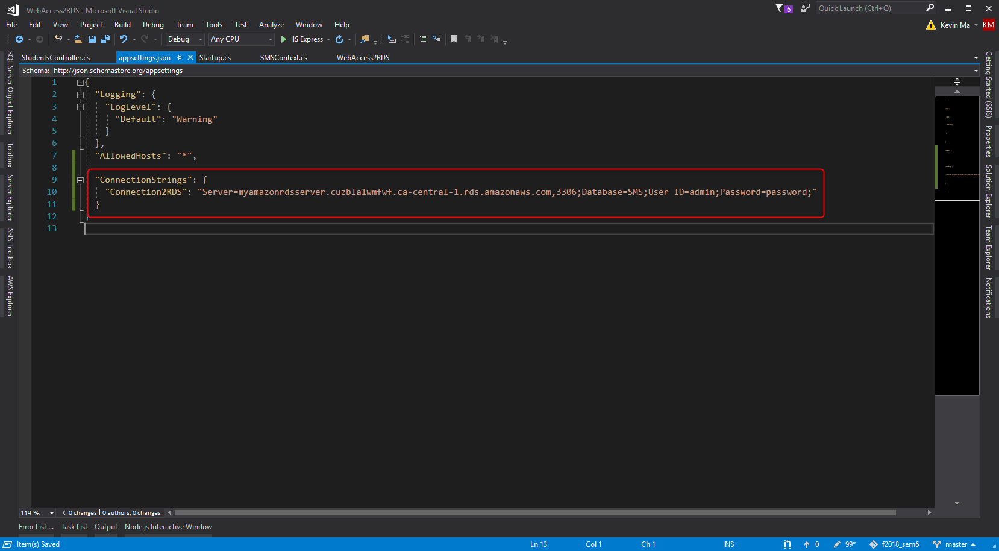 WebAccess2RDS - Microsoft Visual Studio
6
Quick Launch (Ctrl+Q)
File Edit View Project Build Debug Team Tools Test Analyze Window Help
Kevin Ma KM
Debug Any CPU IIS Express
StudentsController.cs appsettings.json Startup.cs SMSContext.cs WebAccess2RDS
Schema: http://json.schemastore.org/appsettings
1 {
2 "Logging": {
3 "LogLevel": {
4 "Default": "Warning"
5 }
6 },
7 "AllowedHosts": "*",
8
9 "ConnectionStrings": {
10 "Connection2RDS": "Server=myamazonrdsserver.cuzbla1wmfwf.ca-central-1.rds.amazonaws.com,3306;Database=SMS;User ID=admin;Password=password;"
11 }
12 }
13
SQL Server Object Explorer
Toolbox
Server Explorer
SSIS Toolbox
AWS Explorer
Getting Started (SSIS)
Properties
Solution Explorer
Team Explorer
Notifications
119 % 0 changes | 0 authors, 0 changes
Error List ... Task List Output Node.js Interactive Window
Item(s) Saved Ln 13 Col 1 Ch 1 INS 0 99* f2018_sem6 master